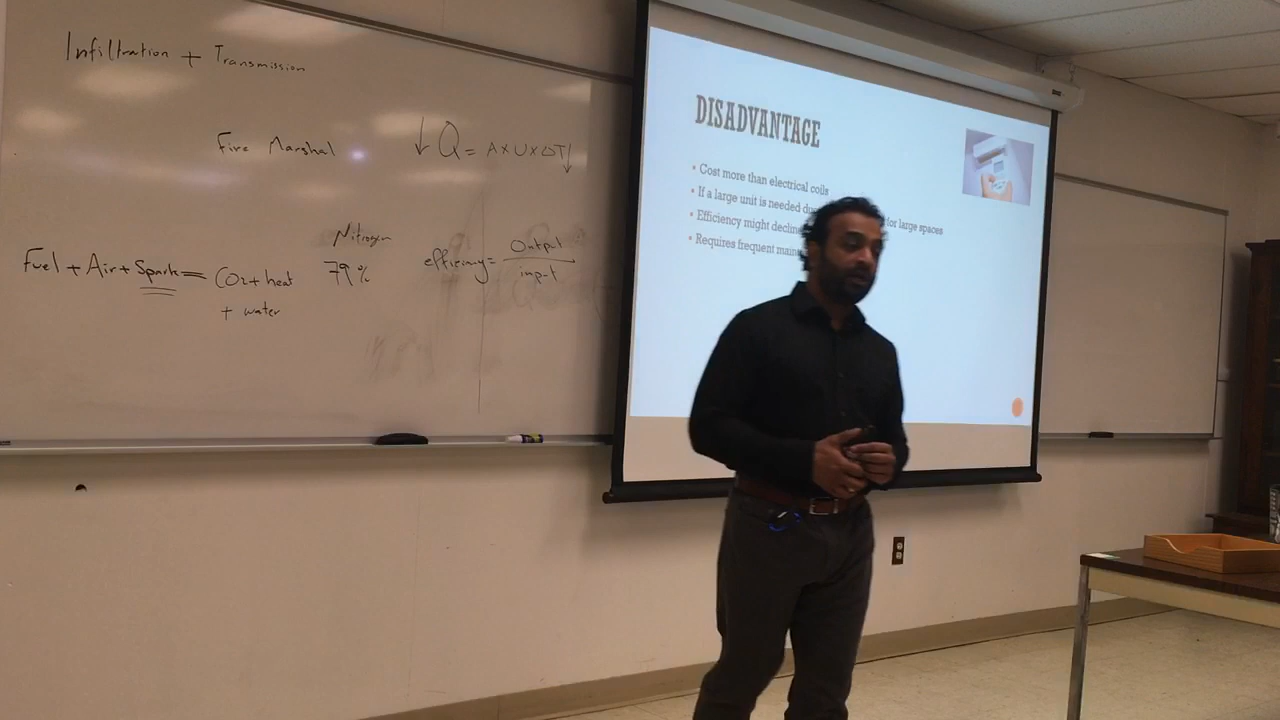 Infiltration + Transmission
Fire Marshal
↓ Q = A x U x ΔT↓
Nitrogen
79%
Fuel + Air + Spark = CO2 + heat
+ water
efficiency = Output
input
DISADVANTAGE
• Cost more than electrical coils
• If a large unit is needed for large spaces
• Efficiency might decline
• Requires frequent